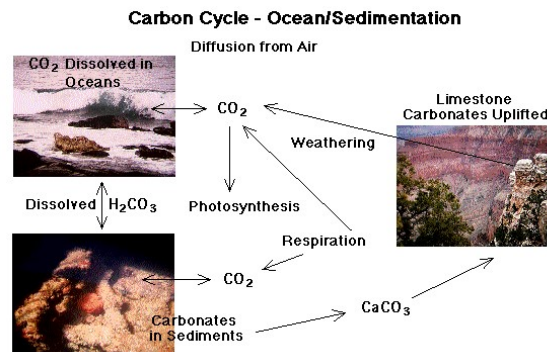 Carbon Cycle - Ocean/Sedimentation
Diffusion from Air
CO2 Dissolved in
Oceans
CO2
Limestone
Carbonates Uplifted
Weathering
Dissolved H2CO3
Photosynthesis
Respiration
CO2
CaCO3
Carbonates
in Sediments